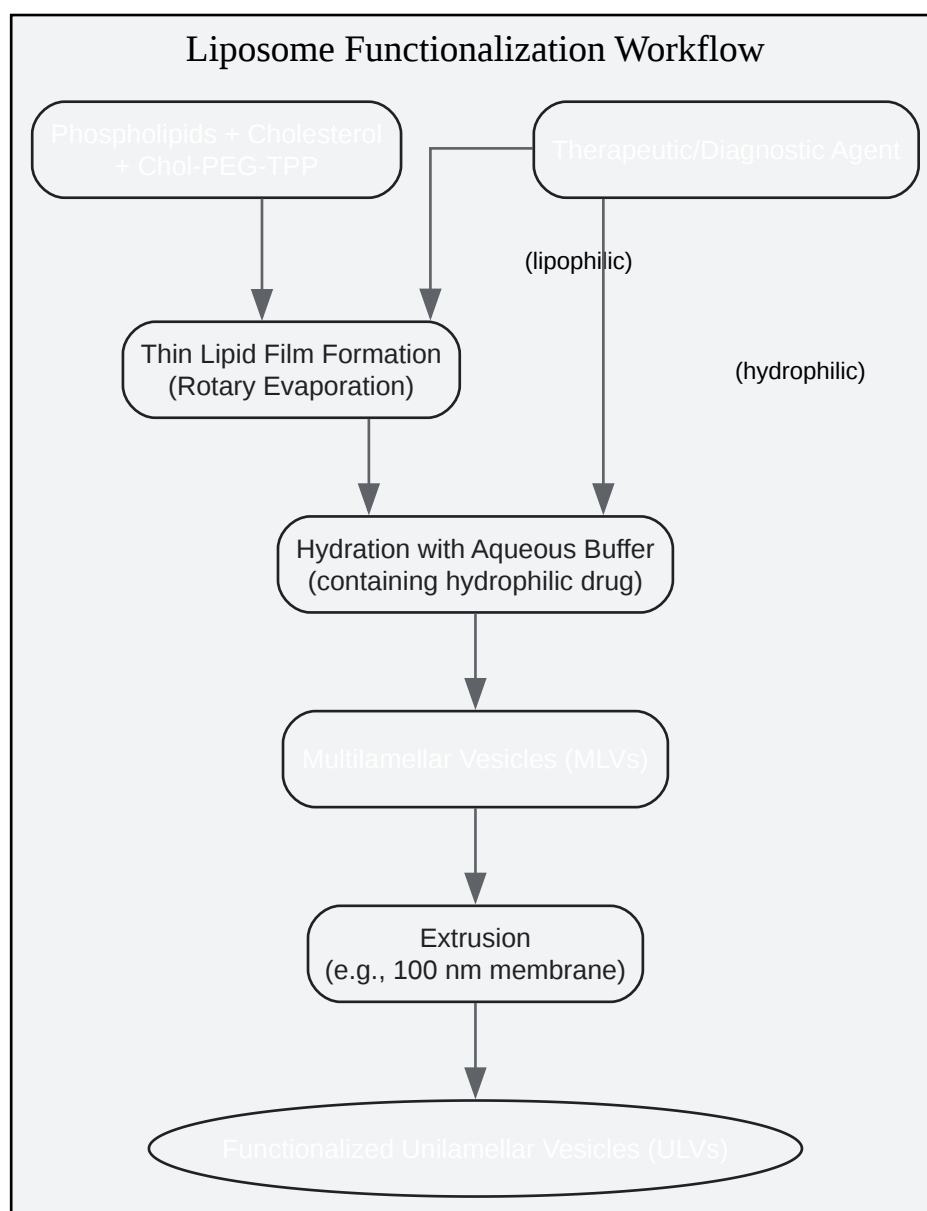 Liposome Functionalization Workflow
Phospholipids + Cholesterol
+ Chol-PEG-TPP
Therapeutic/Diagnostic Agent
(lipophilic)
Thin Lipid Film Formation
(Rotary Evaporation)
(hydrophilic)
Hydration with Aqueous Buffer
(containing hydrophilic drug)
Multilamellar Vesicles (MLVs)
Extrusion
(e.g., 100 nm membrane)
Functionalized Unilamellar Vesicles (ULVs)